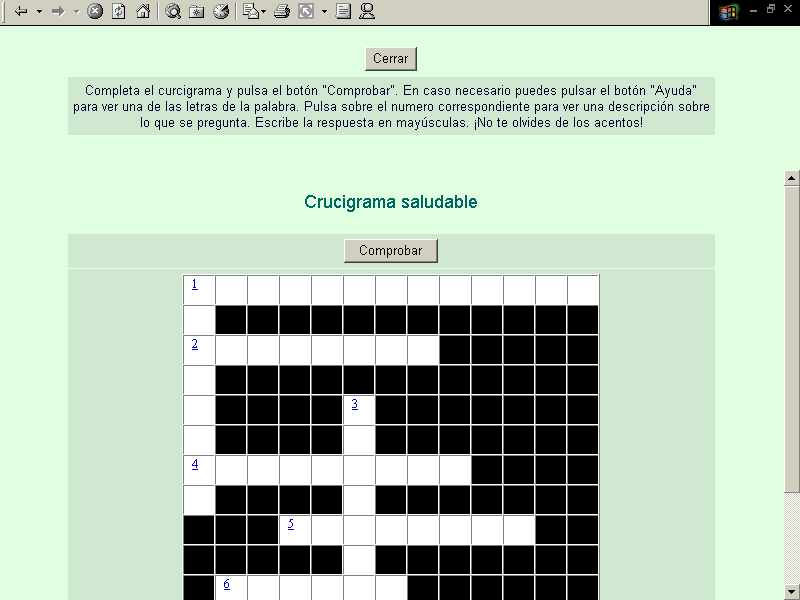 Cerrar
Completa el curcigrama y pulsa el botón "Comprobar". En caso necesario puedes pulsar el botón "Ayuda"
para ver una de las letras de la palabra. Pulsa sobre el numero correspondiente para ver una descripción sobre
lo que se pregunta. Escribe la respuesta en mayúsculas. ¡No te olvides de los acentos!
Crucigrama saludable
Comprobar
1
2
3
4
5
6